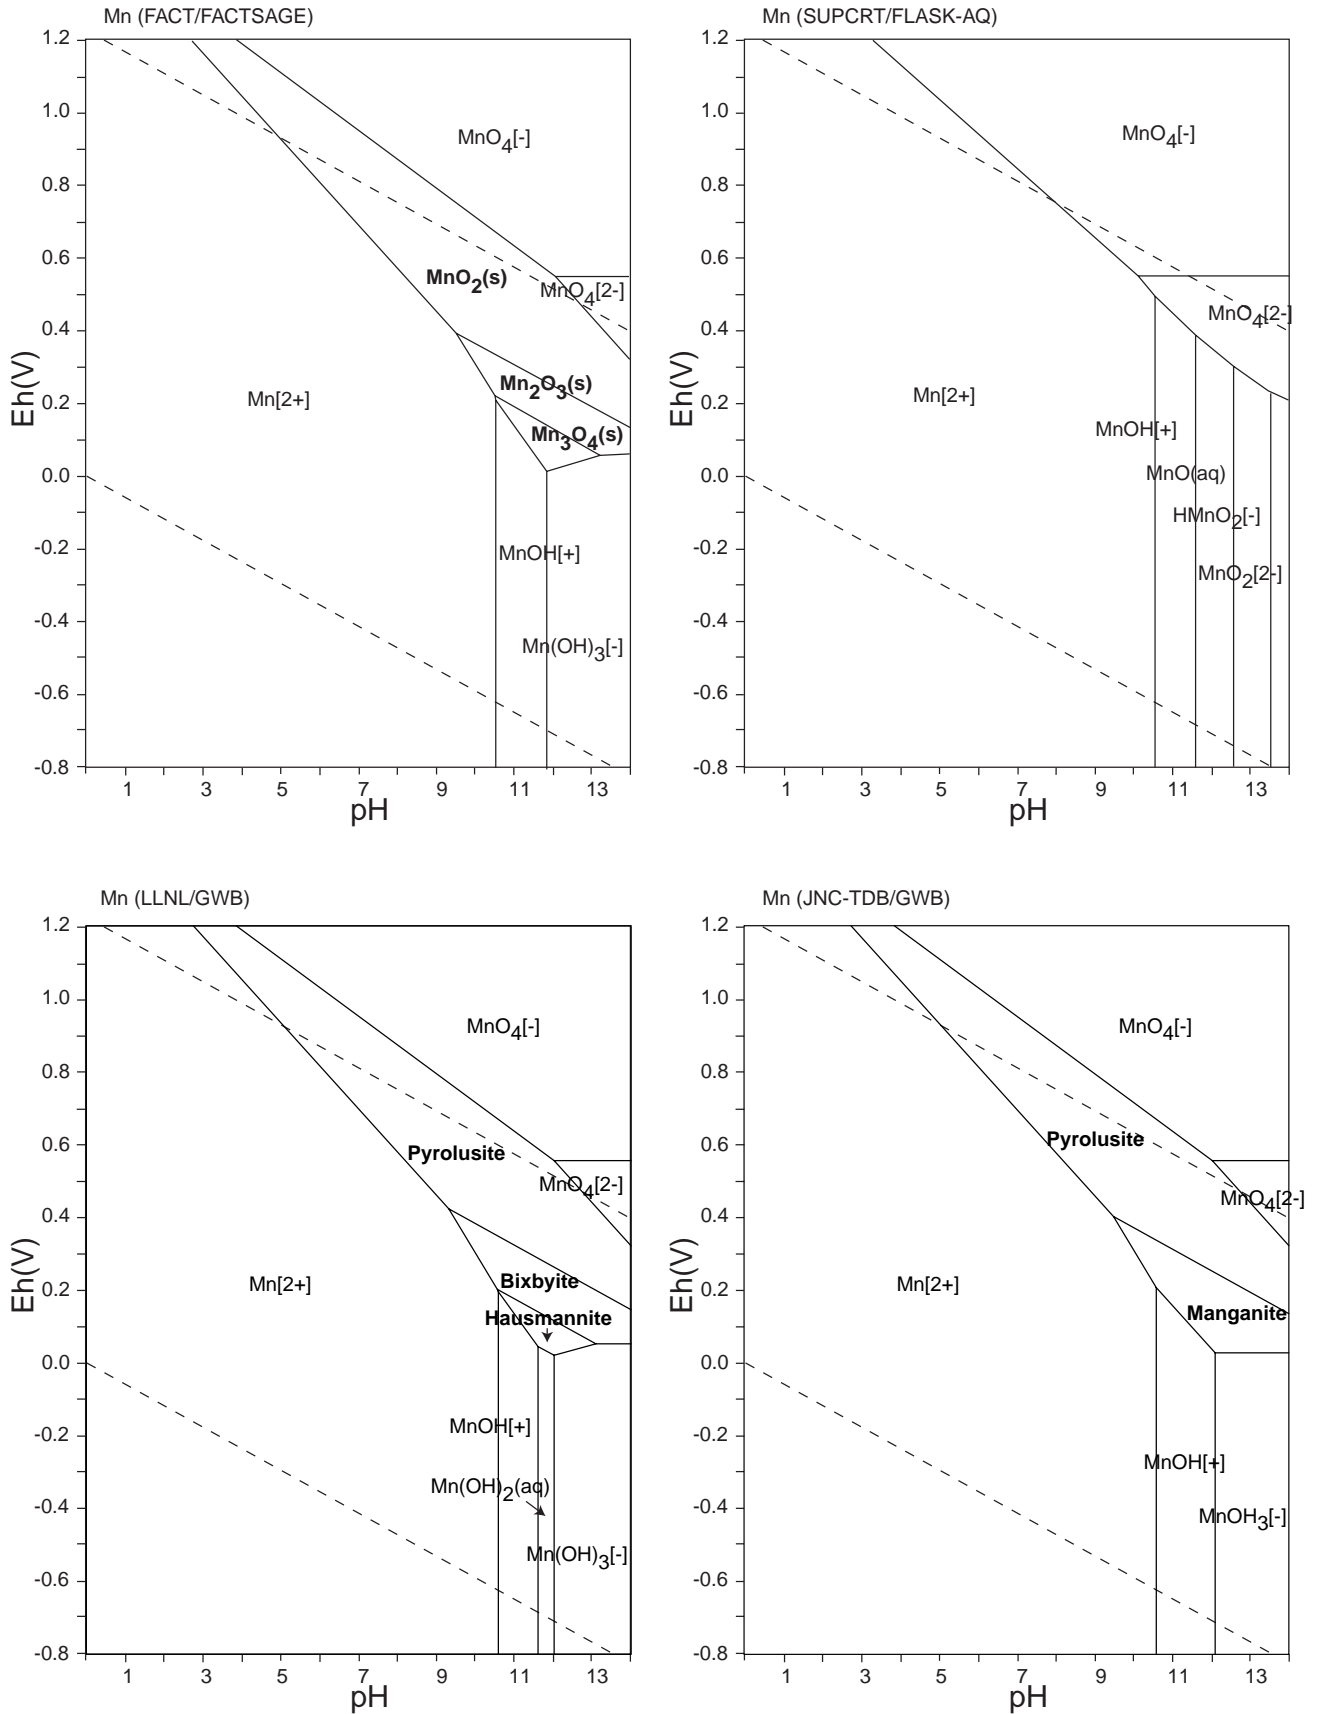 Mn (FACT/FACTSAGE)
1.2
1.0
0.8
0.6
0.4
0.2
0.0
-0.2
-0.4
-0.6
-0.8
Eh(V)
MnO4[-]
MnO2(s)
MnO4[2-]
Mn2O3(s)
Mn[2+]
Mn3O4(s)
MnOH[+]
Mn(OH)3[-]
1 3 5 7 9 11 13
pH
Mn (SUPCRT/FLASK-AQ)
1.2
1.0
0.8
0.6
0.4
0.2
0.0
-0.2
-0.4
-0.6
-0.8
Eh(V)
MnO4[-]
MnO4[2-]
Mn[2+]
MnOH[+]
MnO(aq)
HMnO2[-]
MnO2[2-]
1 3 5 7 9 11 13
pH
Mn (LLNL/GWB)
1.2
1.0
0.8
0.6
0.4
0.2
0.0
-0.2
-0.4
-0.6
-0.8
Eh(V)
MnO4[-]
Pyrolusite
MnO4[2-]
Bixbyite
Mn[2+]
Hausmannite
MnOH[+]
Mn(OH)2(aq)
Mn(OH)3[-]
1 3 5 7 9 11 13
pH
Mn (JNC-TDB/GWB)
1.2
1.0
0.8
0.6
0.4
0.2
0.0
-0.2
-0.4
-0.6
-0.8
Eh(V)
MnO4[-]
Pyrolusite
MnO4[2-]
Mn[2+]
Manganite
MnOH[+]
MnOH3[-]
1 3 5 7 9 11 13
pH